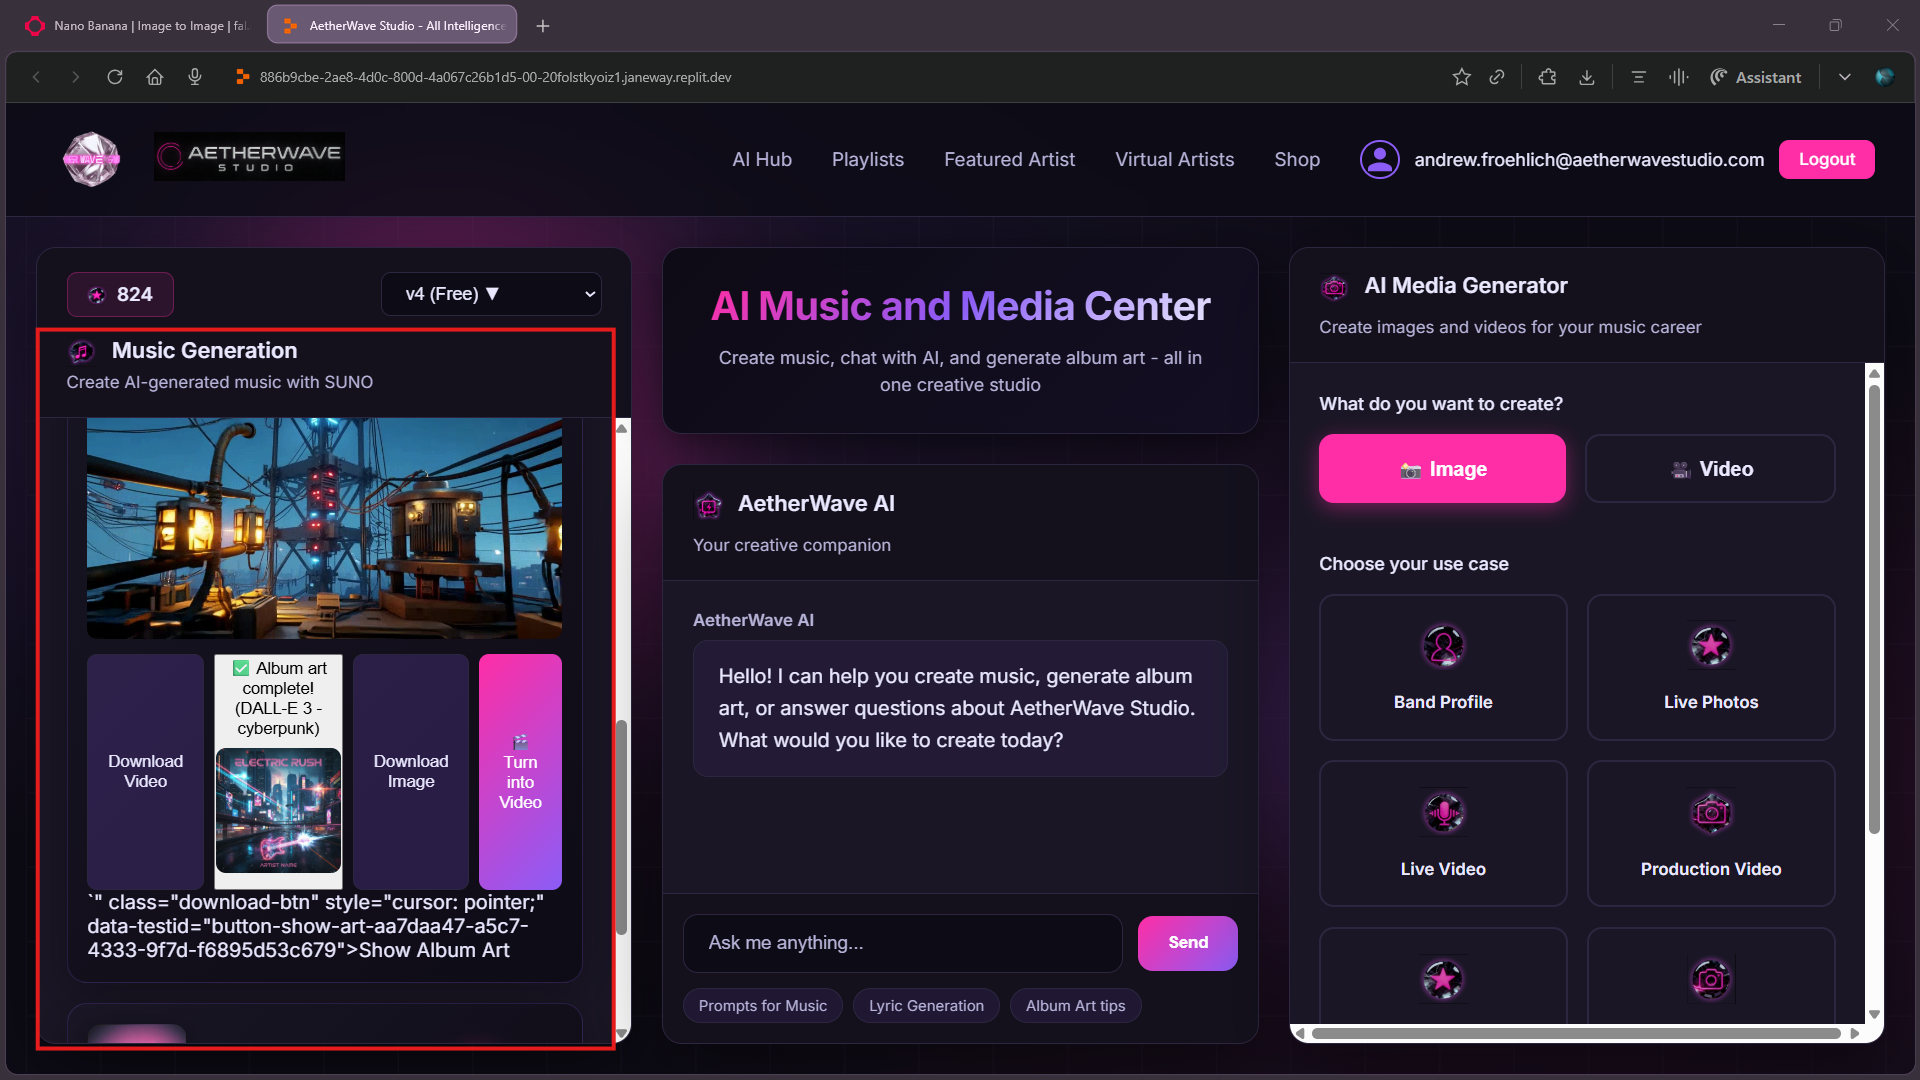 Nano Banana | Image to Image | fal.
AetherWave Studio - All Intelligence
886b9cbe-2ae8-4d0c-800d-4a067c26b1d5-00-20folstkyoiz1.janeway.replit.dev
Assistant
AETHERWAVE
STUDIO
AI Hub
Playlists
Featured Artist
Virtual Artists
Shop
andrew.froehlich@aetherwavestudio.com
Logout
824
v4 (Free) ▼
Music Generation
Create AI-generated music with SUNO
Download
Video
✅ Album art
complete!
(DALL-E 3 -
cyberpunk)
ELECTRIC RUSH
ARTIST NAME
Download
Image
🎬
Turn
into
Video
`" class="download-btn" style="cursor: pointer;"
data-testid="button-show-art-aa7daa47-a5c7-
4333-9f7d-f6895d53c679">Show Album Art
AI Music and Media Center
Create music, chat with AI, and generate album art - all in
one creative studio
AetherWave AI
Your creative companion
AetherWave AI
Hello! I can help you create music, generate album
art, or answer questions about AetherWave Studio.
What would you like to create today?
Ask me anything...
Send
Prompts for Music
Lyric Generation
Album Art tips
AI Media Generator
Create images and videos for your music career
What do you want to create?
📷 Image
🎥 Video
Choose your use case
Band Profile
Live Photos
Live Video
Production Video